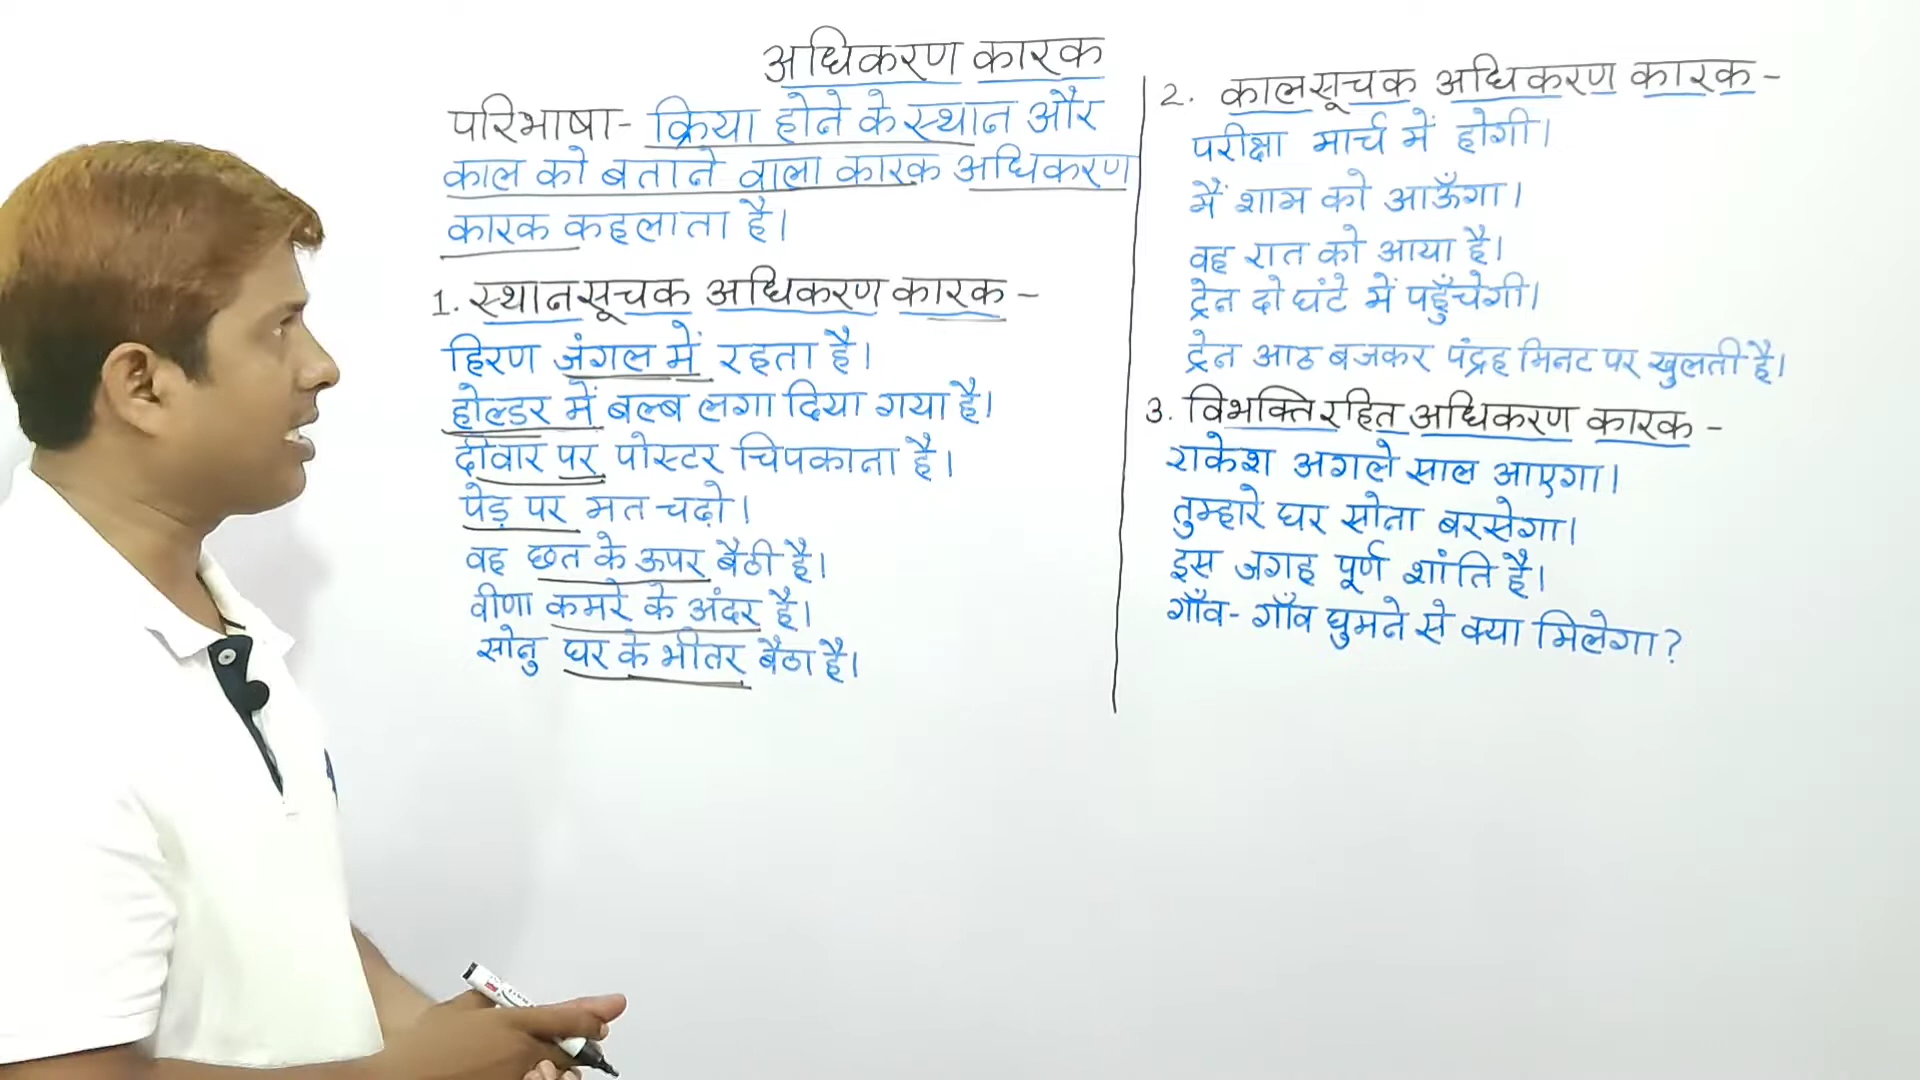 अधिकरण कारक
परिभाषा- क्रिया होने के स्थान और
काल को बताने वाला कारक अधिकरण
कारक कहलाता है।
1. स्थानसूचक अधिकरण कारक -
हिरण जंगल में रहता है।
होल्डर में बल्ब लगा दिया गया है।
दीवार पर पोस्टर चिपकाना है।
पेड़ पर मत चढ़ो।
वह छत के ऊपर बैठी है।
वीणा कमरे के अंदर है।
सोनु घर के भीतर बैठा है।
2. कालसूचक अधिकरण कारक -
परीक्षा मार्च में होगी।
मैं शाम को आऊँगा।
वह रात को आया है।
ट्रेन दो घंटे में पहुँचेगी।
ट्रेन आठ बजकर पंद्रह मिनट पर खुलती है।
3. विभक्ति रहित अधिकरण कारक -
राकेश अगले साल आएगा।
तुम्हारे घर सोना बरसेगा।
इस जगह पूर्ण शांति है।
गाँव- गाँव घुमने से क्या मिलेगा?